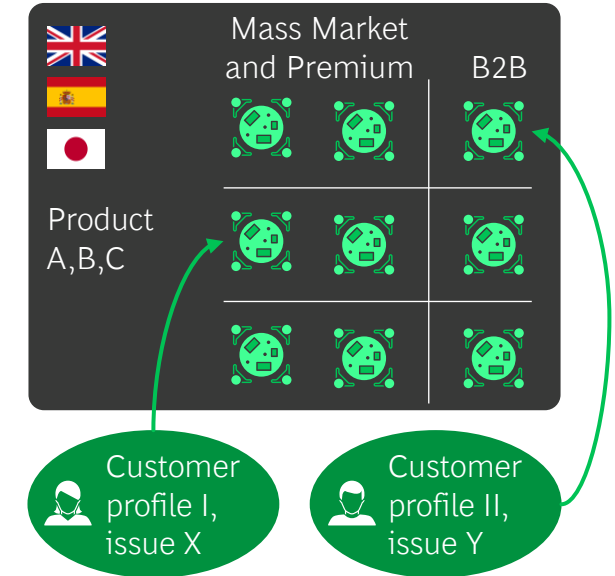 Mass Market
and Premium
B2B
Product
A,B,C
Customer
profile I,
issue X
Customer
profile II,
issue Y